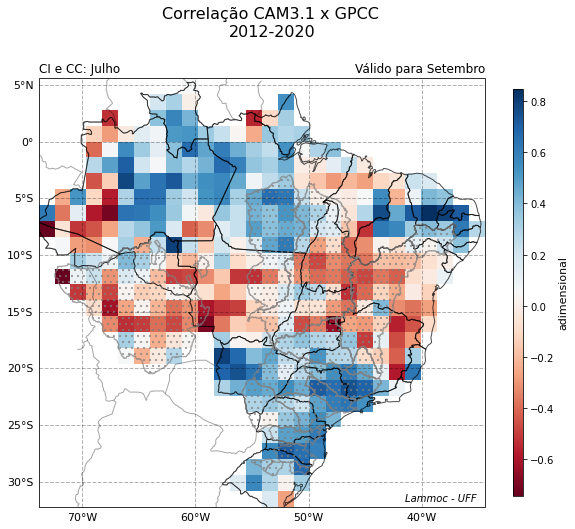 Correlação CAM3.1 x GPCC
2012-2020
CI e CC: Julho
Válido para Setembro
5°N
0°
5°S
10°S
15°S
20°S
25°S
30°S
70°W
60°W
50°W
40°W
Lammoc - UFF
0.8
0.6
0.4
0.2
0.0
−0.2
−0.4
−0.6
adimensional